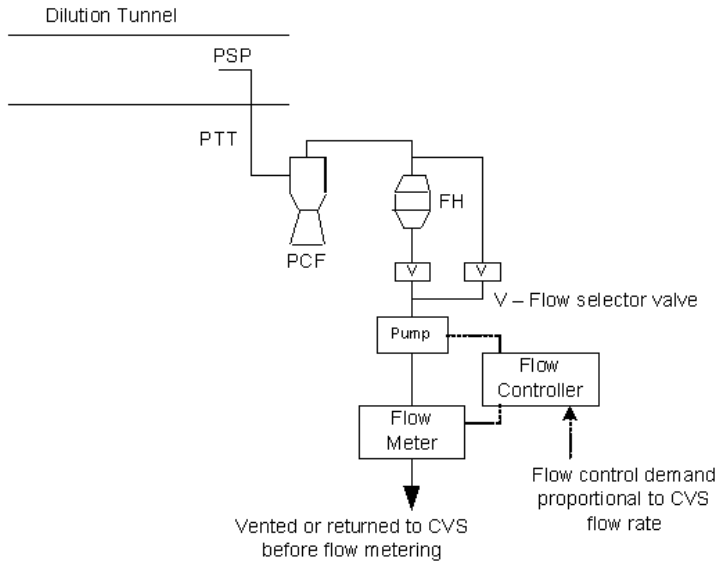 Dilution Tunnel
PSP
PTT
FH
PCF
V
V
V – Flow selector valve
Pump
Flow
Controller
Flow
Meter
Flow control demand
proportional to CVS
flow rate
Vented or returned to CVS
before flow metering